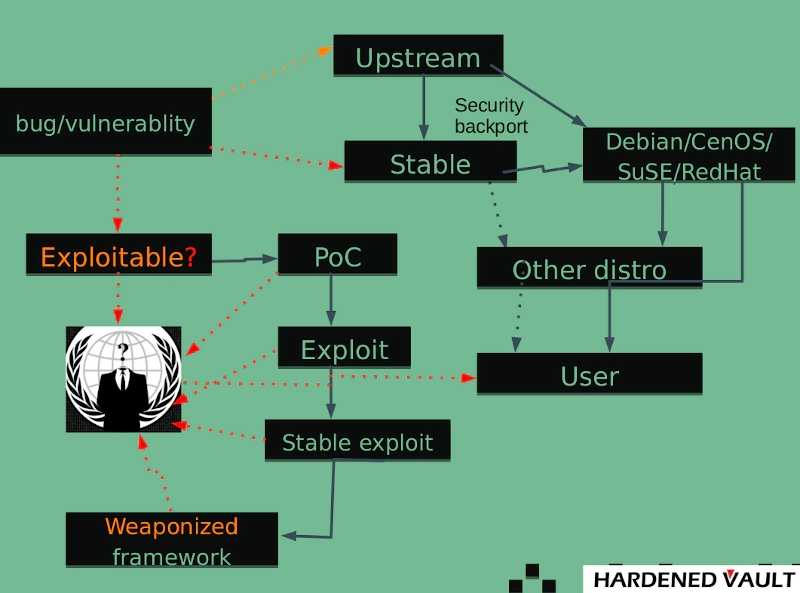 Upstream
bug/vulnerablity
Security
backport
Stable
Debian/CenOS/
SuSE/RedHat
Exploitable?
PoC
Other distro
?
Exploit
User
Stable exploit
Weaponized
framework
HARDENED VAULT